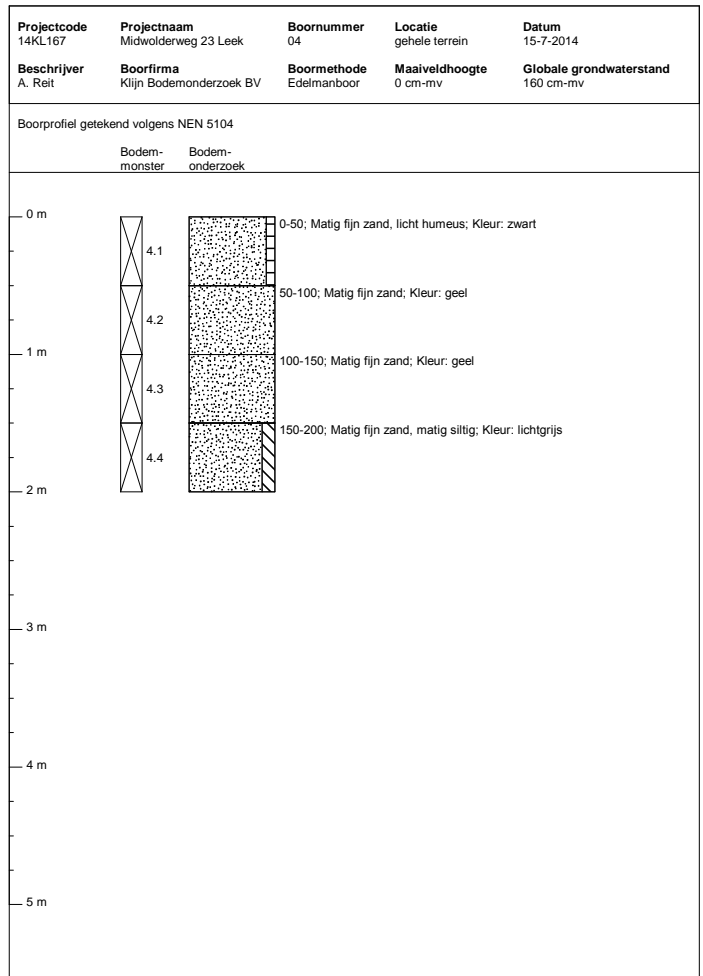 Projectcode Projectnaam Boornummer Locatie Datum
14KL167 Midwolderweg 23 Leek 04 gehele terrein 15-7-2014
Beschrijver Boorfirma Boormethode Maaiveldhoogte Globale grondwaterstand
A. Reit Klijn Bodemonderzoek BV Edelmanboor 0 cm-mv 160 cm-mv
Boorprofiel getekend volgens NEN 5104
Bodem- Bodem-
monster onderzoek
0 m
0-50; Matig fijn zand, licht humeus; Kleur: zwart
4.1
50-100; Matig fijn zand; Kleur: geel
4.2
1 m
100-150; Matig fijn zand; Kleur: geel
4.3
150-200; Matig fijn zand, matig siltig; Kleur: lichtgrijs
4.4
2 m
3 m
4 m
5 m